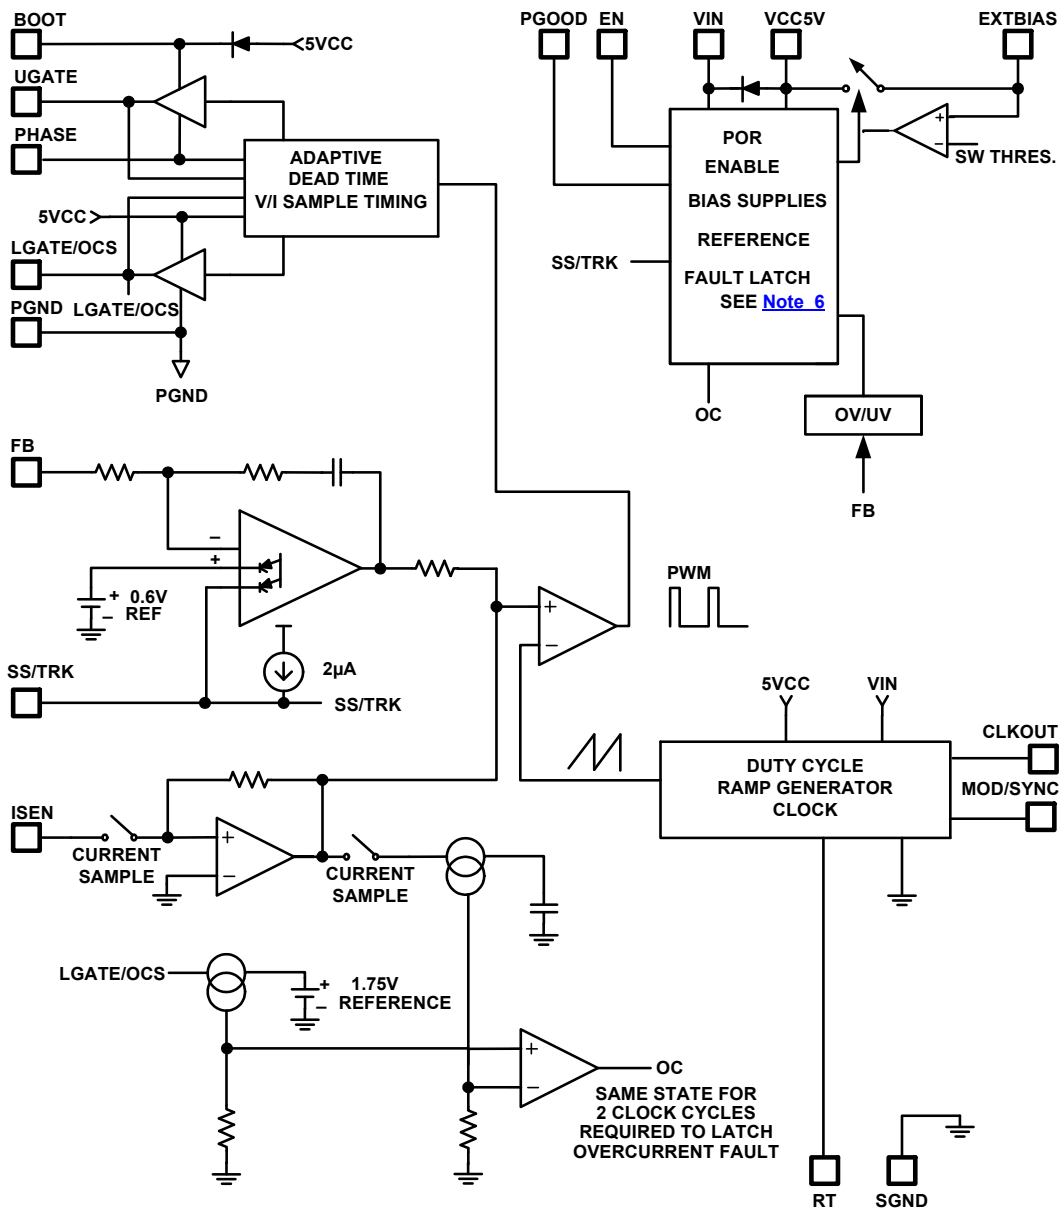 BOOT
5VCC
UGATE
PHASE
ADAPTIVE
DEAD TIME
V/I SAMPLE TIMING
5VCC
LGATE/OCS
PGND
LGATE/OCS
PGND
PGOOD
EN
VIN
VCC5V
EXTBIAS
POR
ENABLE
BIAS SUPPLIES
REFERENCE
FAULT LATCH
SEE Note 6
+
–
SW THRES.
SS/TRK
OC
OV/UV
FB
FB
–
+
+ 0.6V
– REF
SS/TRK
2µA
SS/TRK
+
–
PWM
5VCC
VIN
DUTY CYCLE
RAMP GENERATOR
CLOCK
CLKOUT
MOD/SYNC
ISEN
CURRENT
SAMPLE
+
–
CURRENT
SAMPLE
LGATE/OCS
+ 1.75V
– REFERENCE
+
–
OC
SAME STATE FOR
2 CLOCK CYCLES
REQUIRED TO LATCH
OVERCURRENT FAULT
RT
SGND